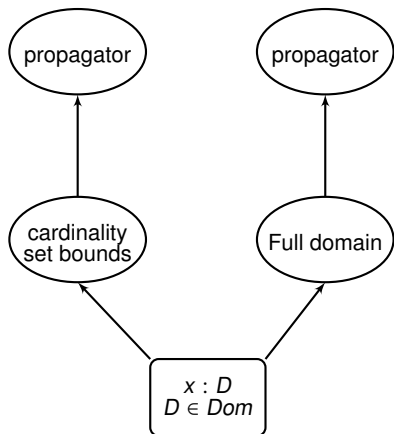 propagator
propagator
cardinality
set bounds
Full domain
x : D
D ∈ Dom